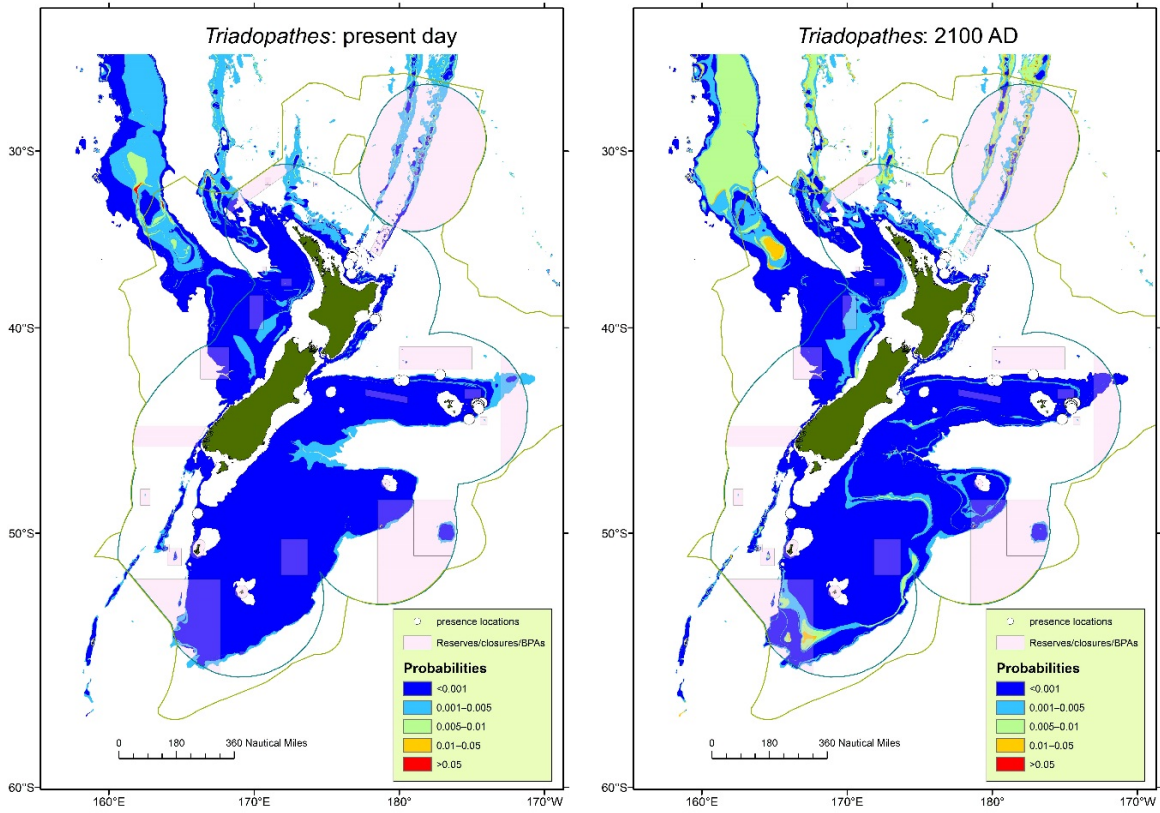 Triadopathes: present day
30°S
40°S
50°S
60°S
160°E
170°E
180°
170°W
0
180
360 Nautical Miles
presence locations
Reserves/closures/BPAs
Probabilities
<0.001
0.001–0.005
0.005–0.01
0.01–0.05
>0.05
Triadopathes: 2100 AD
30°S
40°S
50°S
60°S
160°E
170°E
180°
170°W
0
180
360 Nautical Miles
presence locations
Reserves/closures/BPAs
Probabilities
<0.001
0.001–0.005
0.005–0.01
0.01–0.05
>0.05